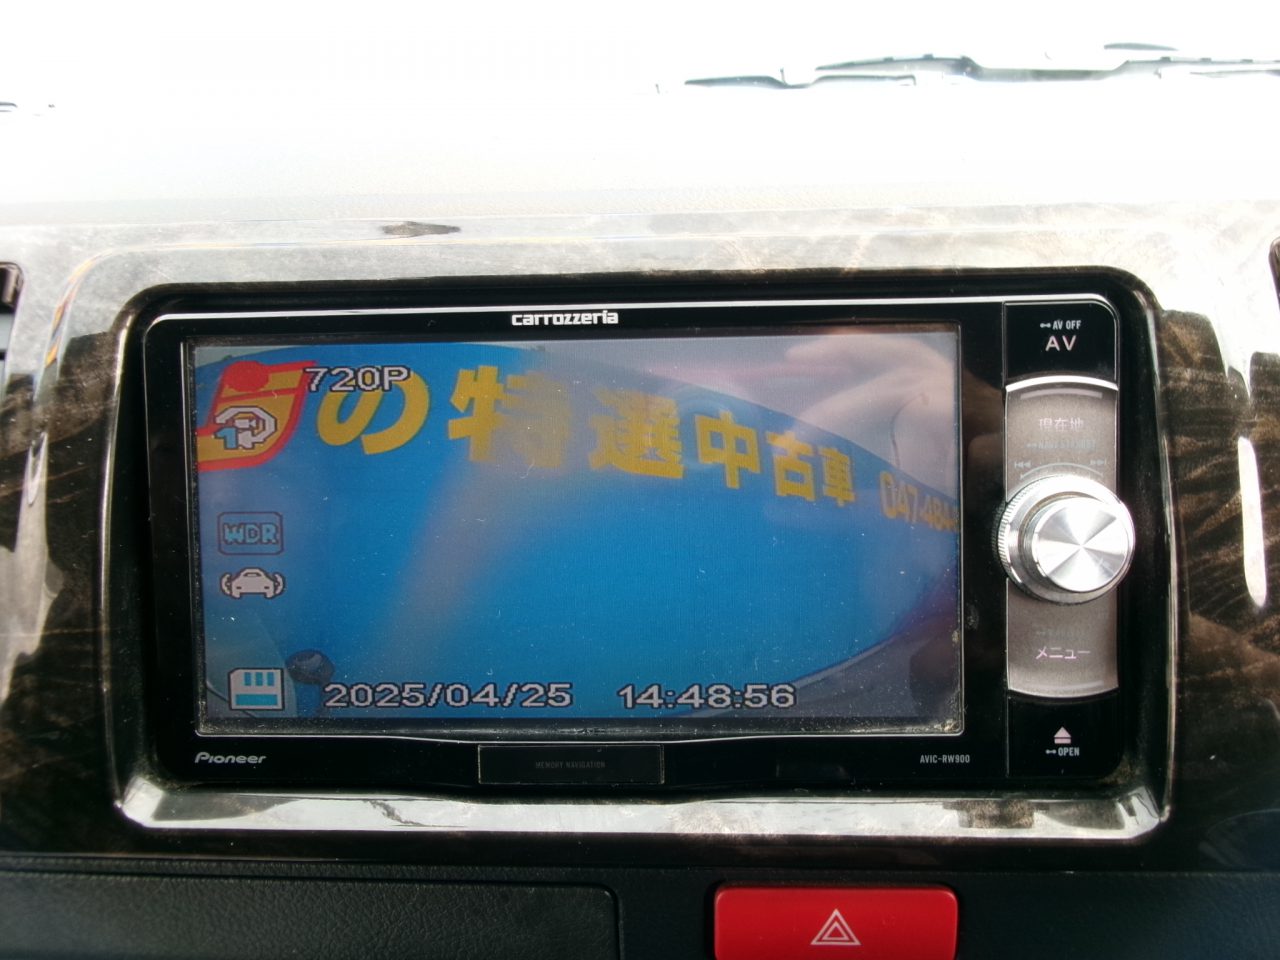 carrozzeria
AV OFF
AV
720P
の特選中古車 047-484-
現在地
WDR
メニュー
2025/04/25 14:48:56
Pioneer
MEMORY NAVIGATION
AVIC-RW900
OPEN